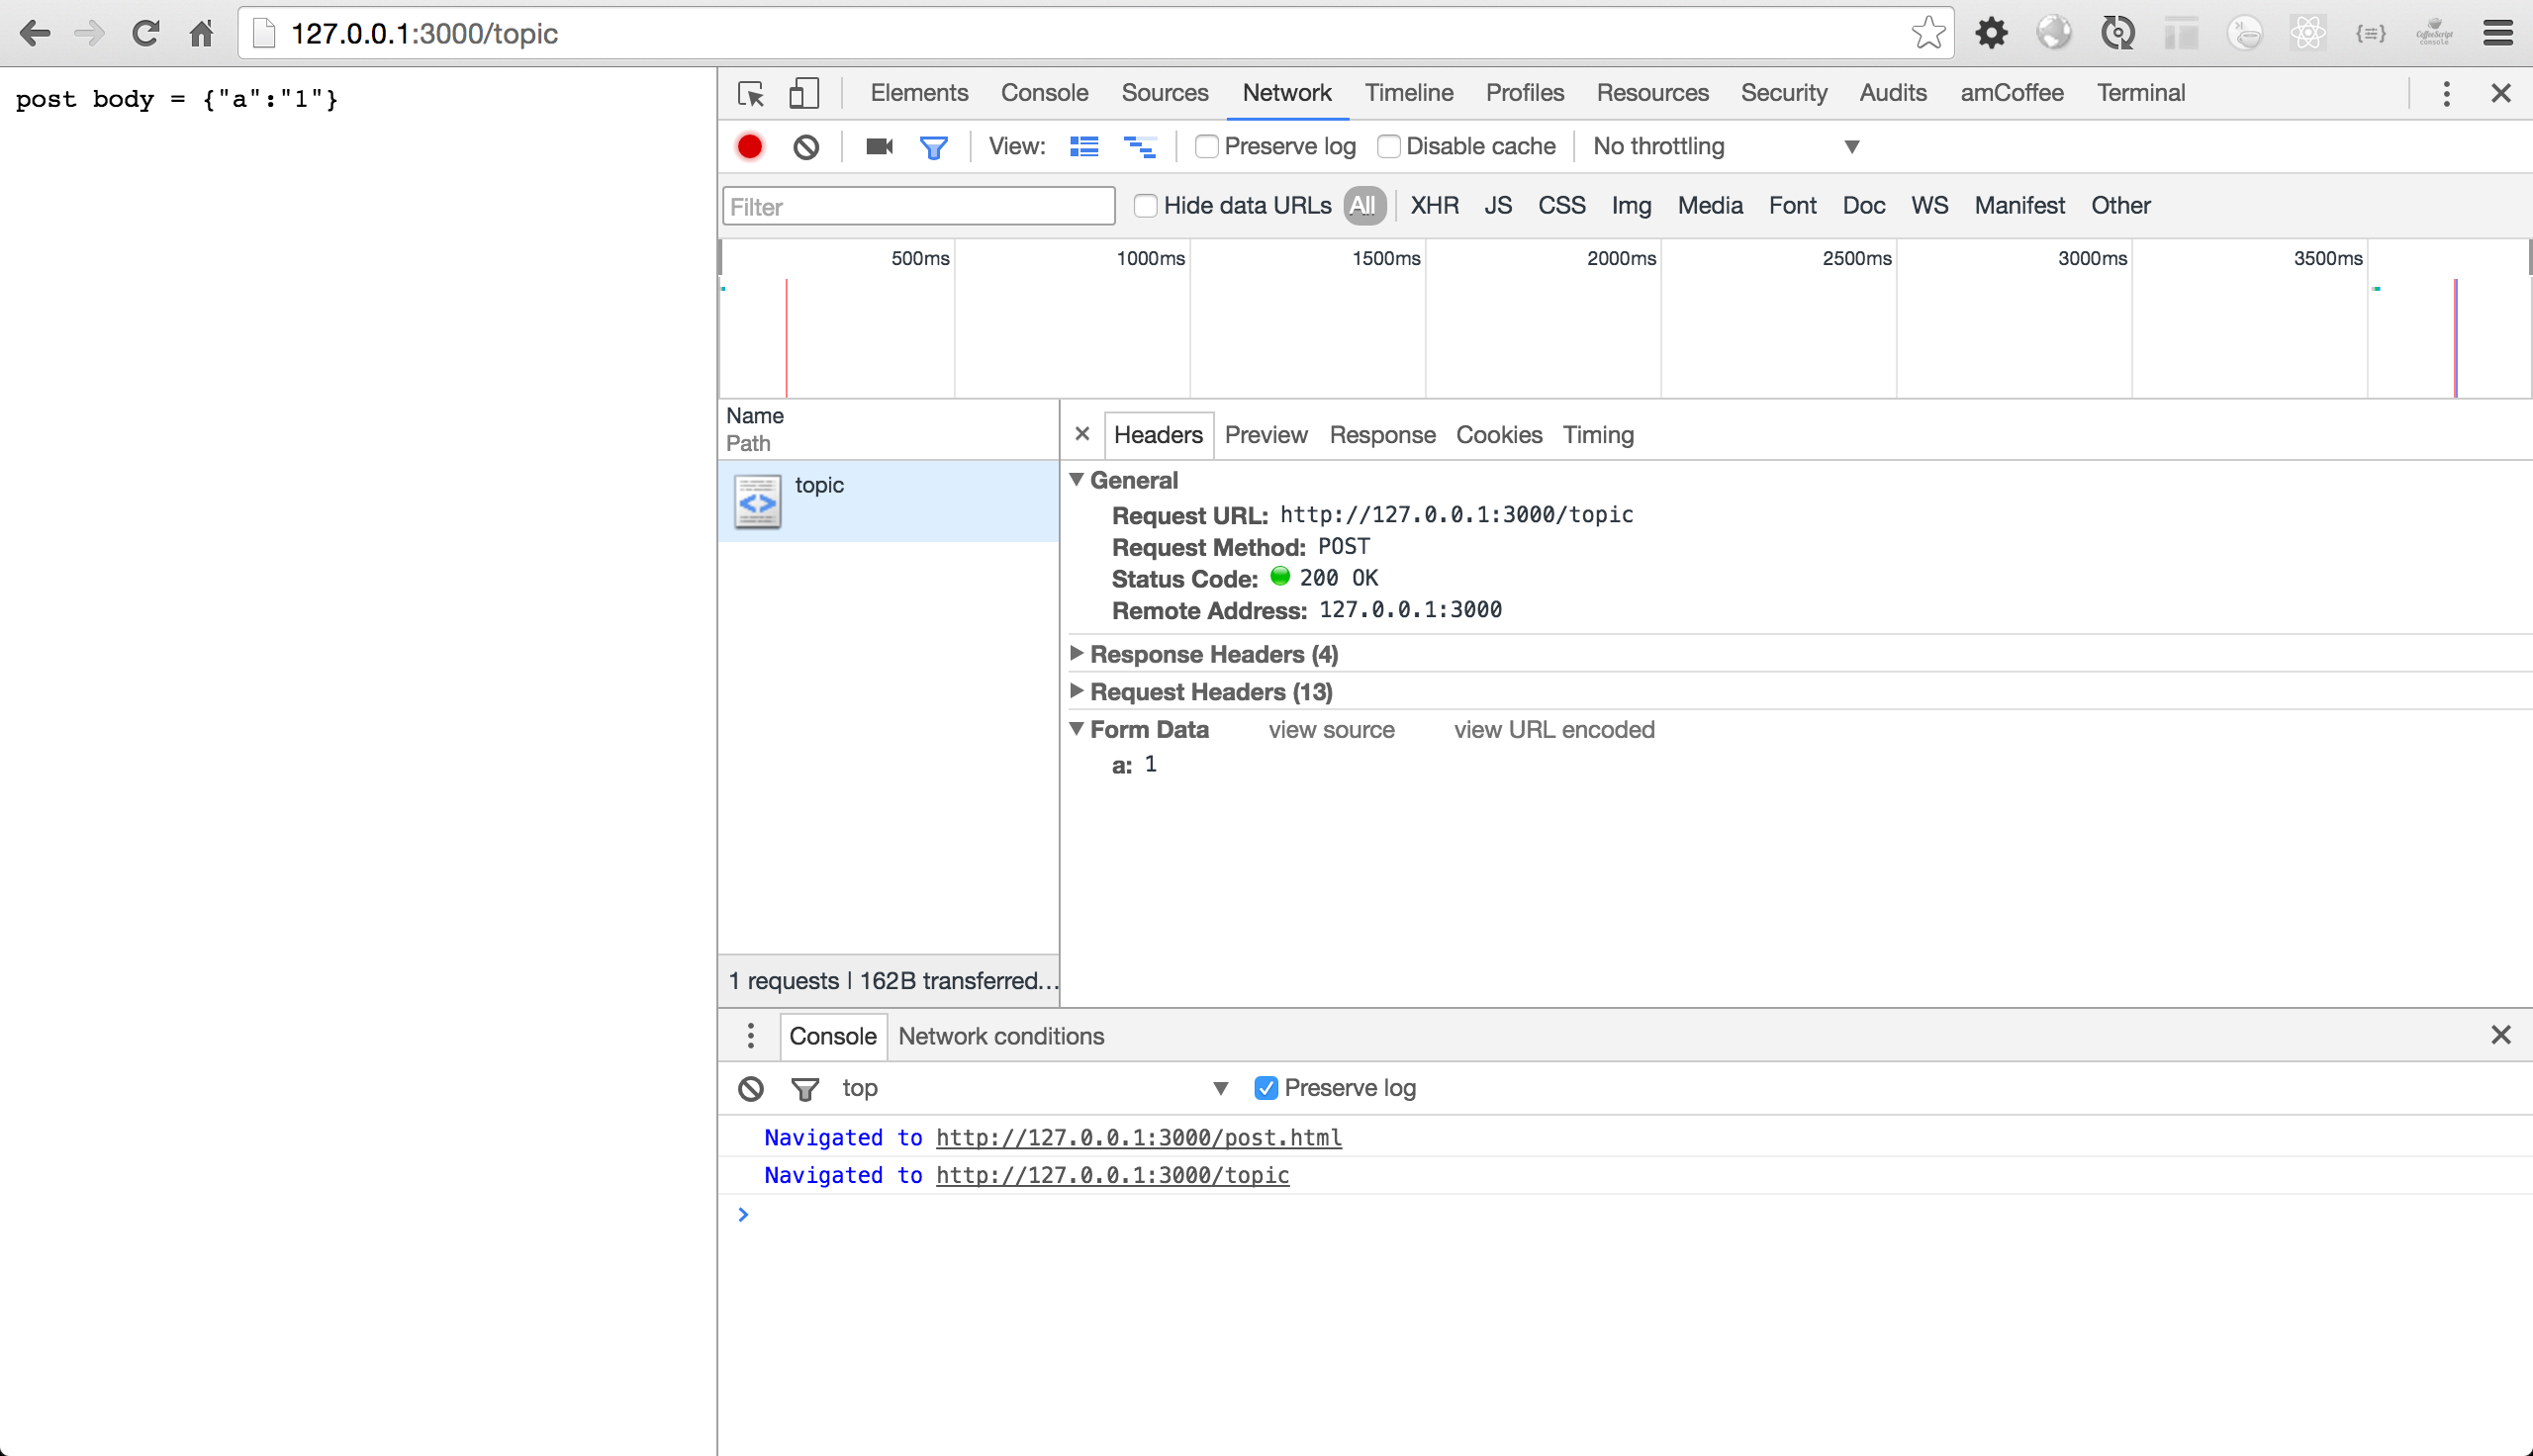 127.0.0.1:3000/topic
CoffeeScript console
post body = {"a":"1"}
Elements Console Sources Network Timeline Profiles Resources Security Audits amCoffee Terminal
View: Preserve log Disable cache No throttling
Filter Hide data URLs All XHR JS CSS Img Media Font Doc WS Manifest Other
500ms 1000ms 1500ms 2000ms 2500ms 3000ms 3500ms
Name
Path
topic
1 requests | 162B transferred...
Headers Preview Response Cookies Timing
General
Request URL: http://127.0.0.1:3000/topic
Request Method: POST
Status Code: 200 OK
Remote Address: 127.0.0.1:3000
Response Headers (4)
Request Headers (13)
Form Data view source view URL encoded
a: 1
Console Network conditions
top Preserve log
Navigated to http://127.0.0.1:3000/post.html
Navigated to http://127.0.0.1:3000/topic
>